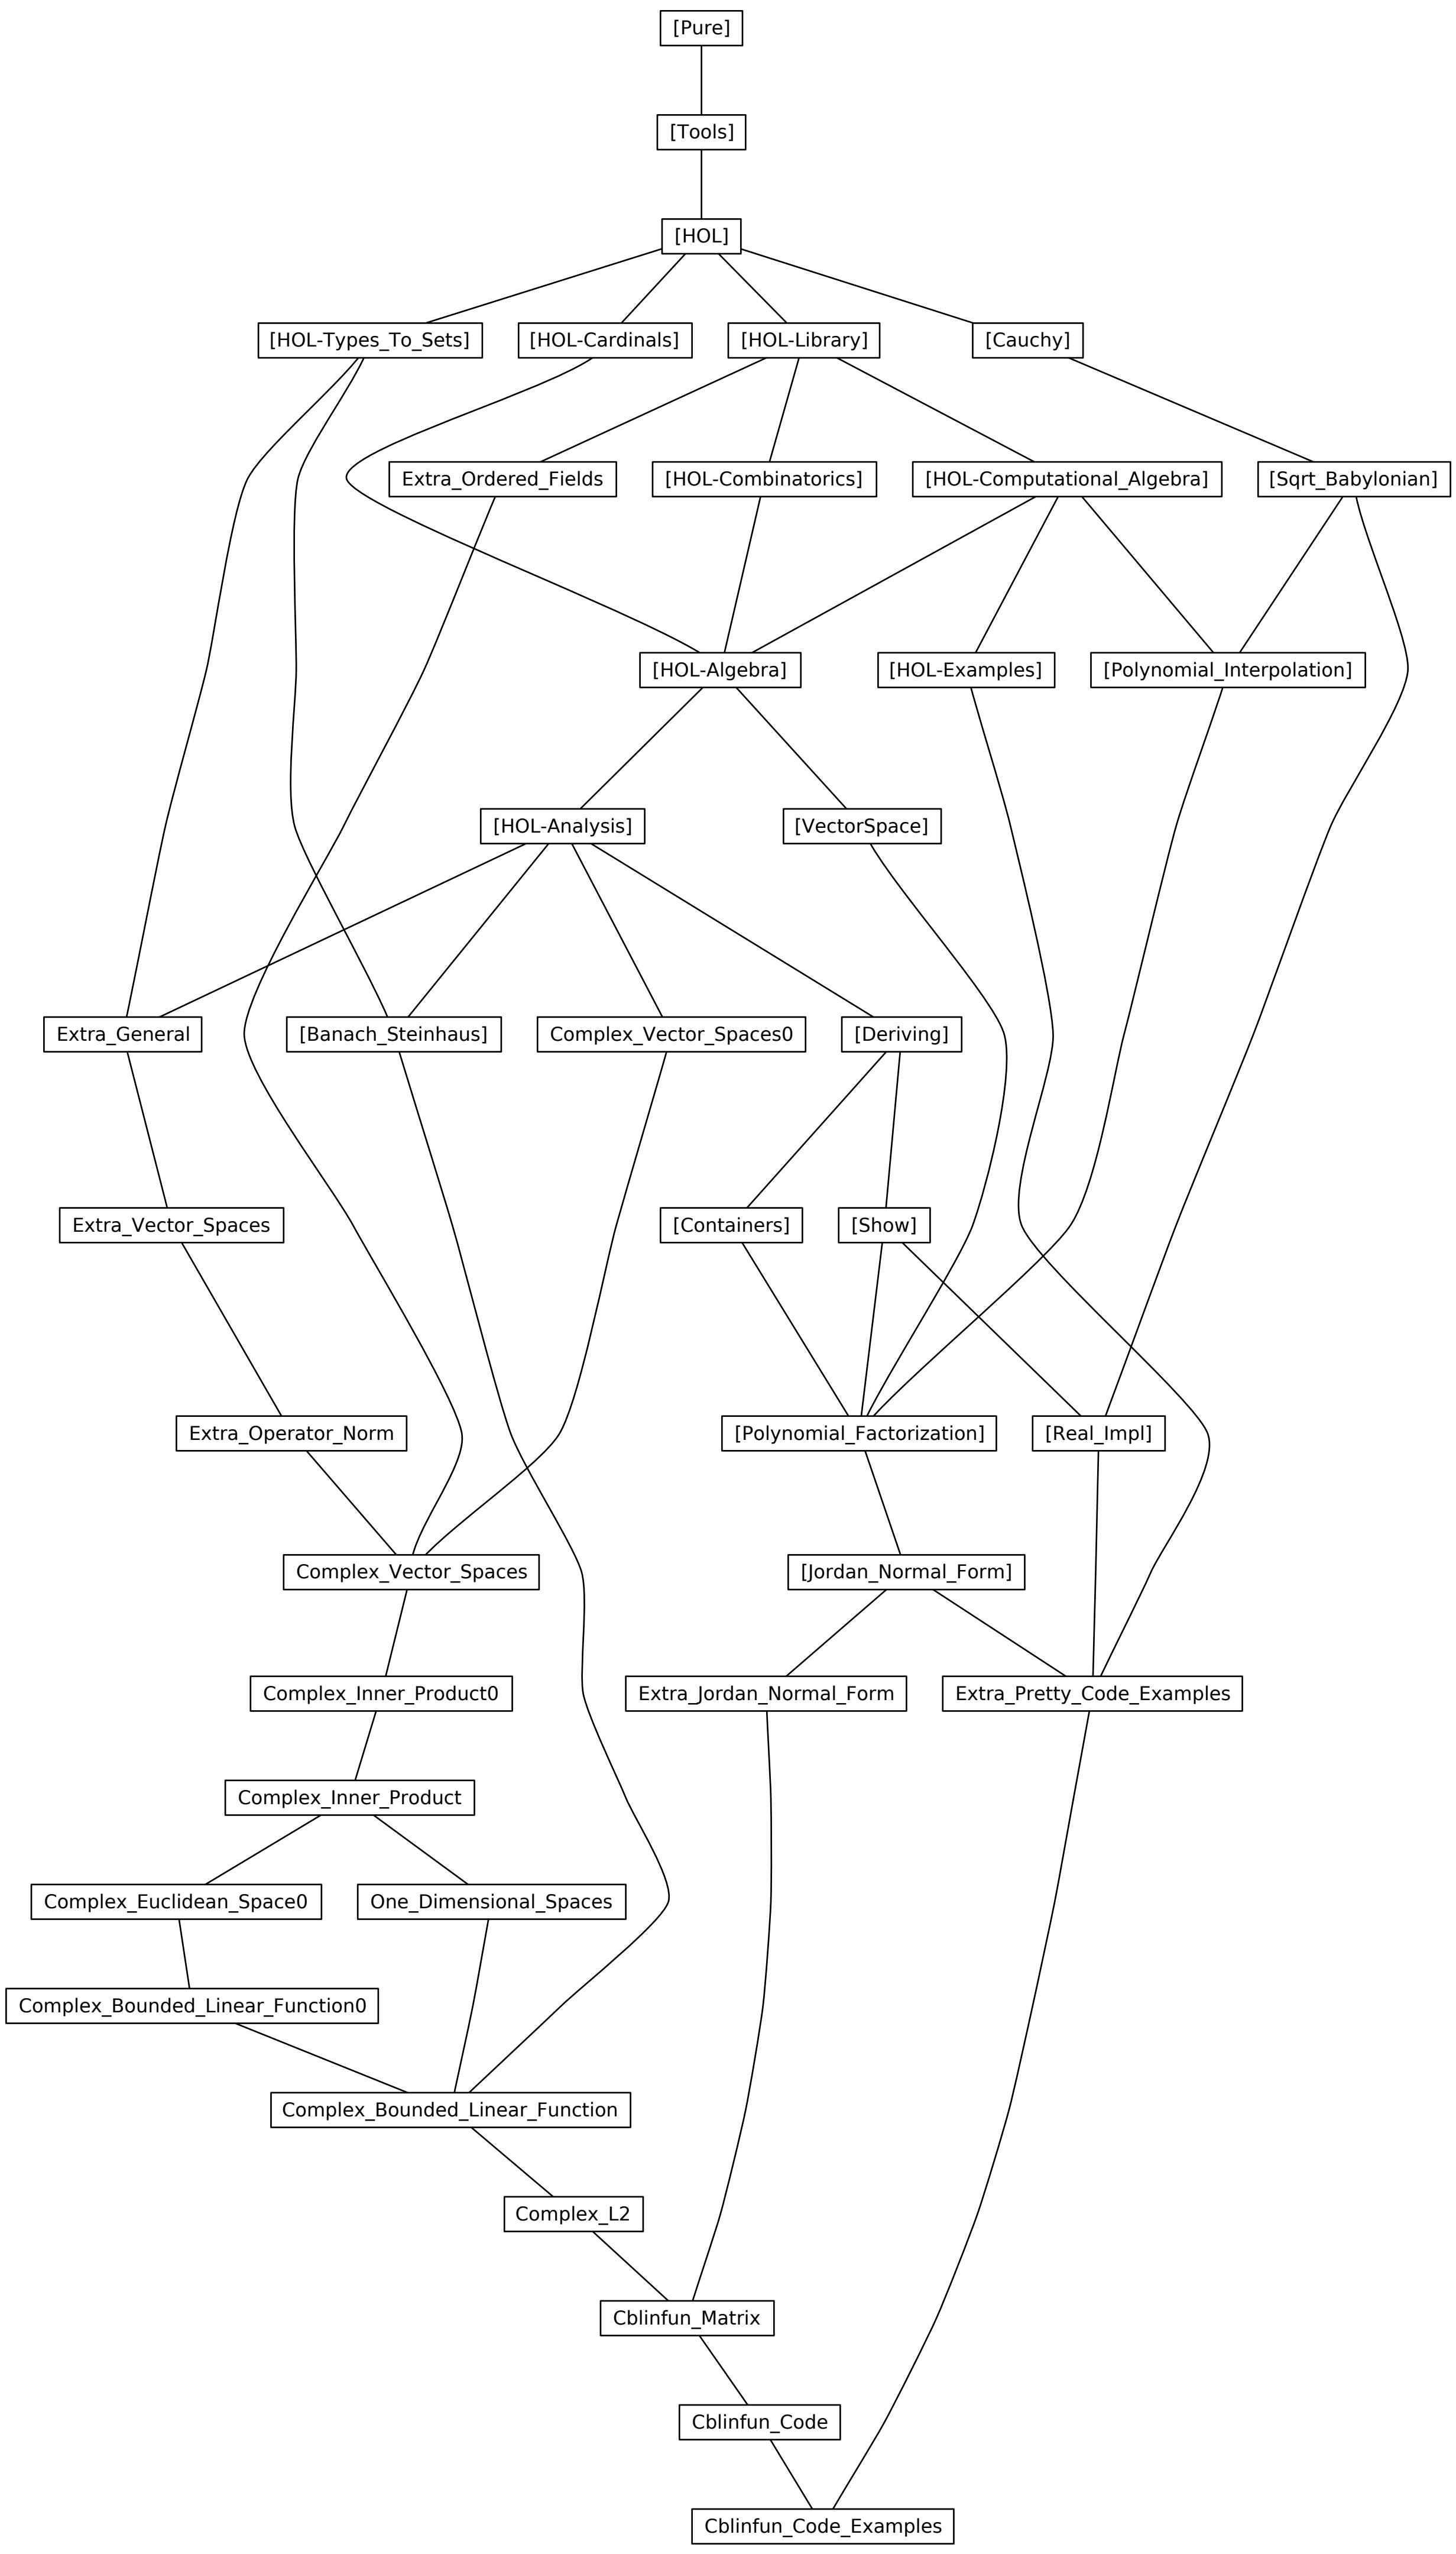 [Pure]
[Tools]
[HOL]
[HOL-Types_To_Sets]
[HOL-Cardinals]
[HOL-Library]
[Cauchy]
Extra_Ordered_Fields
[HOL-Combinatorics]
[HOL-Computational_Algebra]
[Sqrt_Babylonian]
[HOL-Algebra]
[HOL-Examples]
[Polynomial_Interpolation]
[HOL-Analysis]
[VectorSpace]
Extra_General
[Banach_Steinhaus]
Complex_Vector_Spaces0
[Deriving]
Extra_Vector_Spaces
[Containers]
[Show]
Extra_Operator_Norm
[Polynomial_Factorization]
[Real_Impl]
Complex_Vector_Spaces
[Jordan_Normal_Form]
Complex_Inner_Product0
Extra_Jordan_Normal_Form
Extra_Pretty_Code_Examples
Complex_Inner_Product
Complex_Euclidean_Space0
One_Dimensional_Spaces
Complex_Bounded_Linear_Function0
Complex_Bounded_Linear_Function
Complex_L2
Cblinfun_Matrix
Cblinfun_Code
Cblinfun_Code_Examples